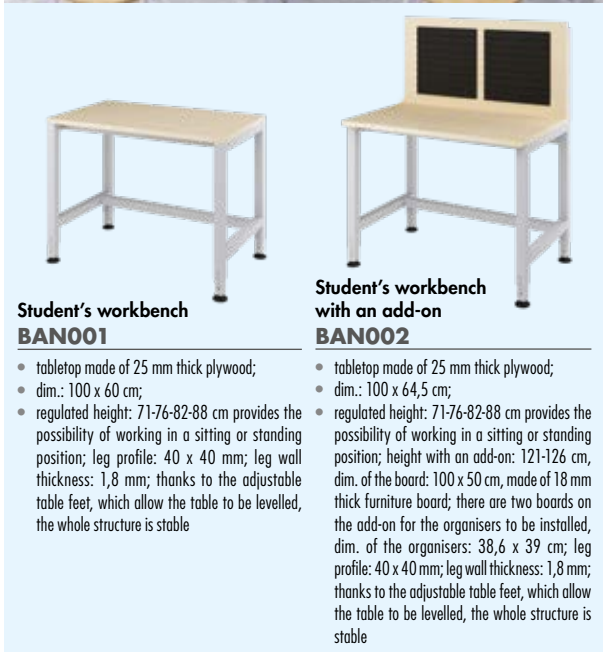 Student's workbench
BAN001
• tabletop made of 25 mm thick plywood;
• dim.: 100 x 60 cm;
• regulated height: 71-76-82-88 cm provides the
possibility of working in a sitting or standing
position; leg profile: 40 x 40 mm; leg wall
thickness: 1,8 mm; thanks to the adjustable
table feet, which allow the table to be levelled,
the whole structure is stable
Student's workbench
with an add-on
BAN002
• tabletop made of 25 mm thick plywood;
• dim.: 100 x 64,5 cm;
• regulated height: 71-76-82-88 cm provides the
possibility of working in a sitting or standing
position; height with an add-on: 121-126 cm,
dim. of the board: 100 x 50 cm, made of 18 mm
thick furniture board; there are two boards on
the add-on for the organisers to be installed,
dim. of the organisers: 38,6 x 39 cm; leg
profile: 40 x 40 mm; leg wall thickness: 1,8 mm;
thanks to the adjustable table feet, which allow
the table to be levelled, the whole structure is
stable